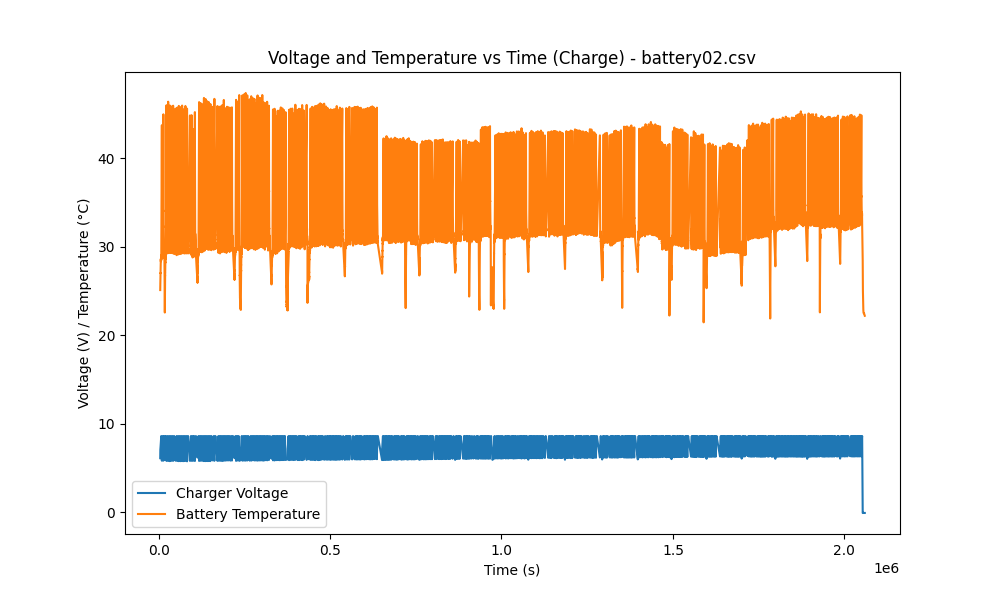 Voltage and Temperature vs Time (Charge) - battery02.csv
Voltage (V) / Temperature (°C)
40
30
20
10
0
Charger Voltage
Battery Temperature
0.0 0.5 1.0 1.5 2.0
1e6
Time (s)